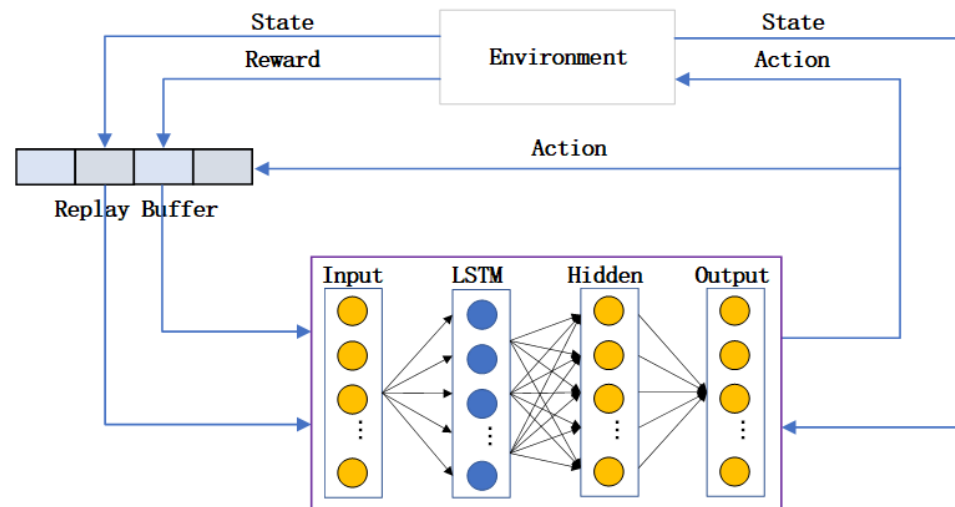 State
State
Reward
Environment
Action
Action
Replay Buffer
Input
LSTM
Hidden
Output